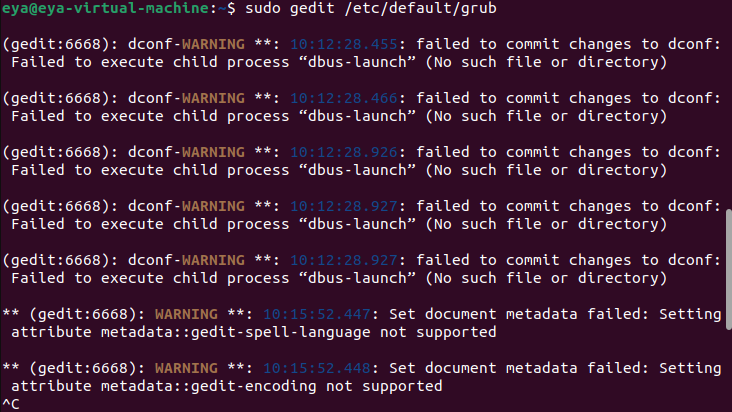 eya@eya-virtual-machine:~$ sudo gedit /etc/default/grub
(gedit:6668): dconf-WARNING **: 10:12:28.455: failed to commit changes to dconf:
 Failed to execute child process “dbus-launch” (No such file or directory)
(gedit:6668): dconf-WARNING **: 10:12:28.466: failed to commit changes to dconf:
 Failed to execute child process “dbus-launch” (No such file or directory)
(gedit:6668): dconf-WARNING **: 10:12:28.926: failed to commit changes to dconf:
 Failed to execute child process “dbus-launch” (No such file or directory)
(gedit:6668): dconf-WARNING **: 10:12:28.927: failed to commit changes to dconf:
 Failed to execute child process “dbus-launch” (No such file or directory)
(gedit:6668): dconf-WARNING **: 10:12:28.927: failed to commit changes to dconf:
 Failed to execute child process “dbus-launch” (No such file or directory)
** (gedit:6668): WARNING **: 10:15:52.447: Set document metadata failed: Setting
 attribute metadata::gedit-spell-language not supported
** (gedit:6668): WARNING **: 10:15:52.448: Set document metadata failed: Setting
 attribute metadata::gedit-encoding not supported
^C